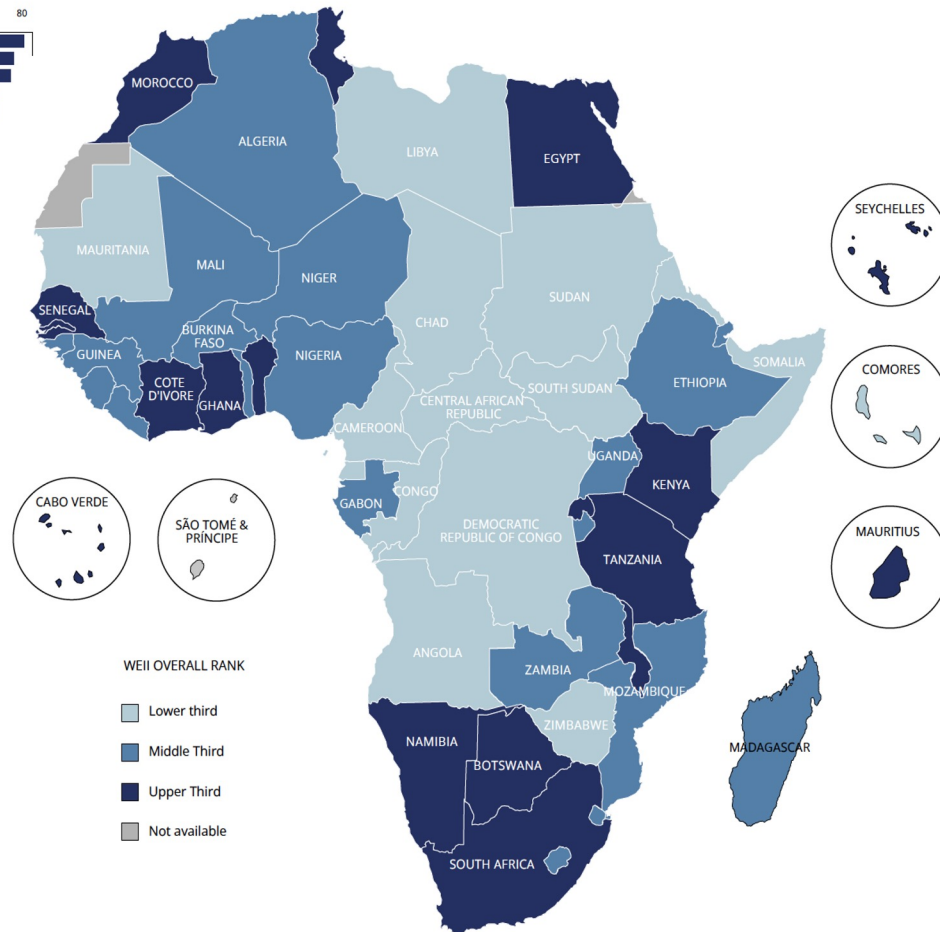 80
MOROCCO
ALGERIA
LIBYA
EGYPT
SEYCHELLES
MAURITANIA
MALI
NIGER
SUDAN
SENEGAL
CHAD
BURKINA
FASO
GUINEA
NIGERIA
SOMALIA
COMORES
COTE
D'IVORE
GHANA
ETHIOPIA
SOUTH SUDAN
CENTRAL AFRICAN
REPUBLIC
CAMEROON
UGANDA
KENYA
CABO VERDE
SÃO TOMÉ &
PRÍNCIPE
GABON
CONGO
DEMOCRATIC
REPUBLIC OF CONGO
TANZANIA
MAURITIUS
ANGOLA
ZAMBIA
MOZAMBIQUE
ZIMBABWE
MADAGASCAR
NAMIBIA
BOTSWANA
SOUTH AFRICA
WEII OVERALL RANK
Lower third
Middle Third
Upper Third
Not available